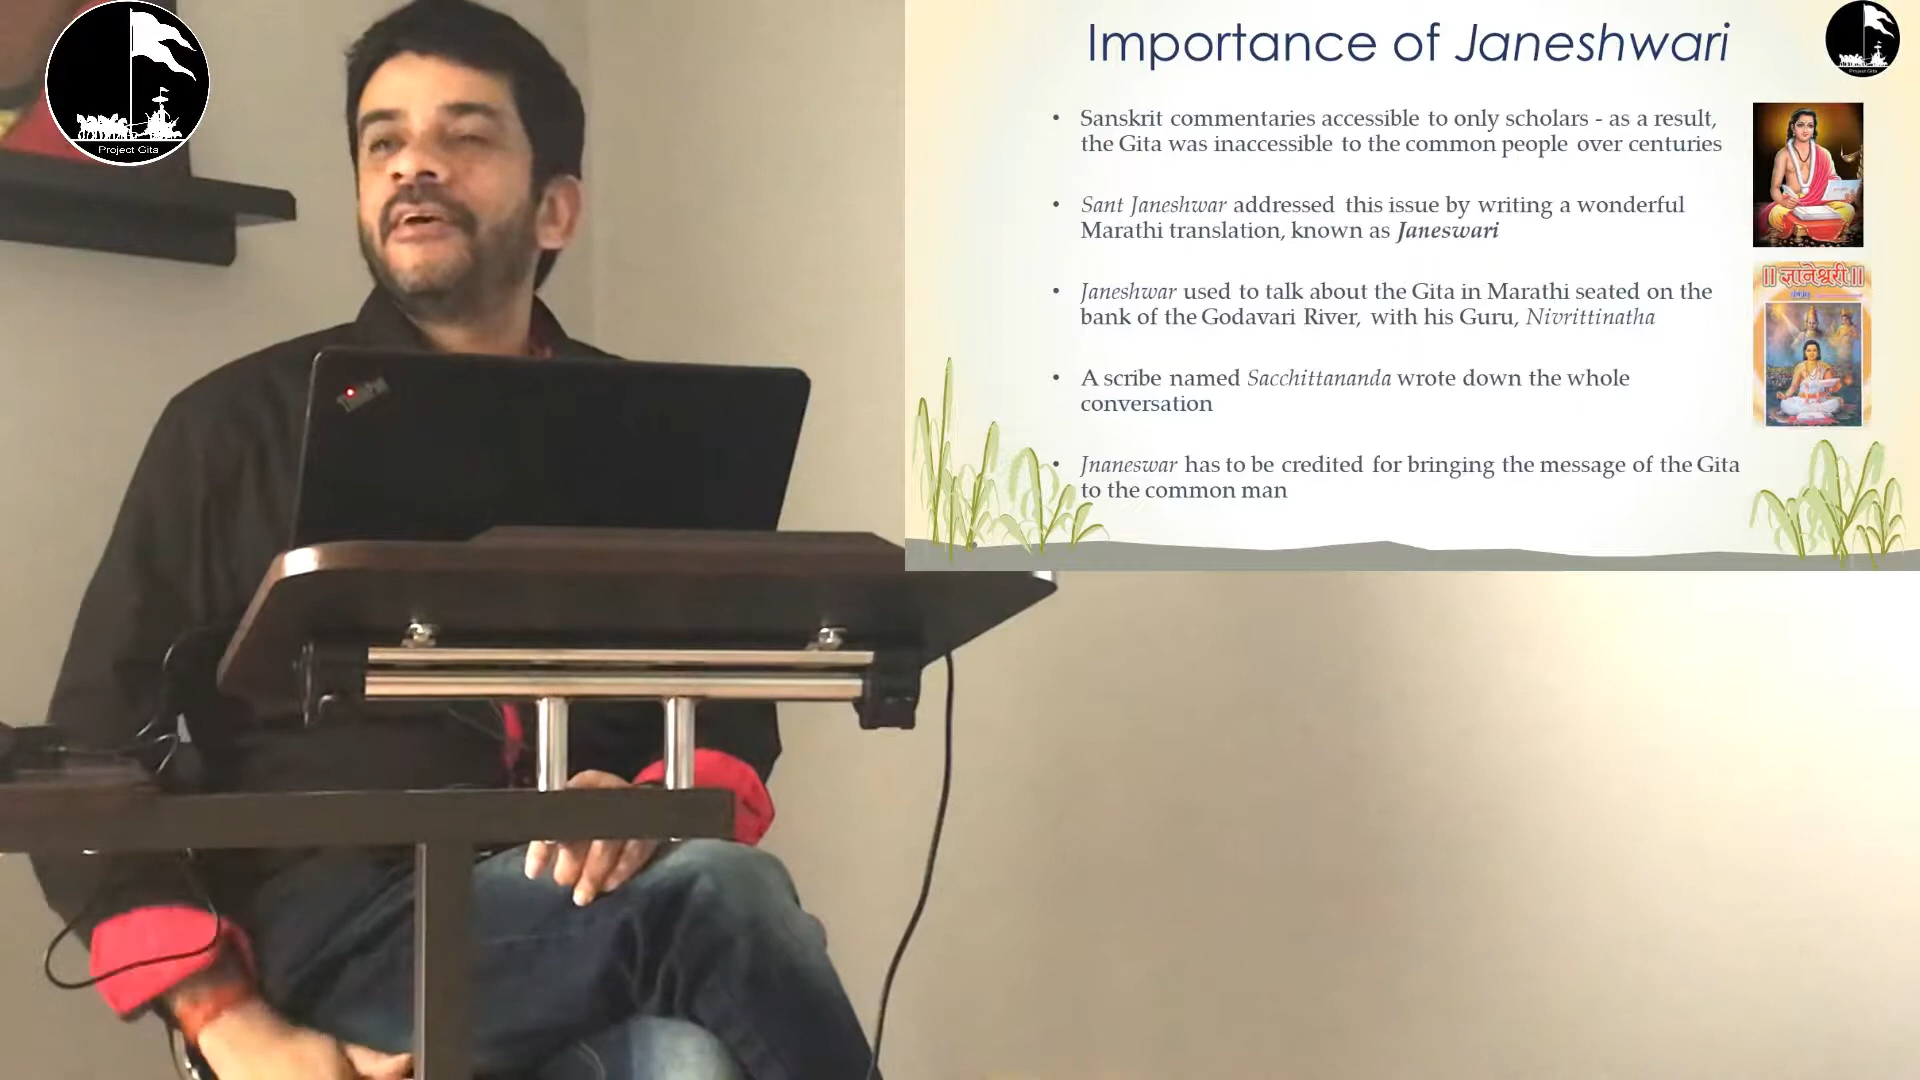 Project Gita
Importance of Janeshwari
Project Gita
• Sanskrit commentaries accessible to only scholars - as a result,
the Gita was inaccessible to the common people over centuries
• Sant Janeshwar addressed this issue by writing a wonderful
Marathi translation, known as Janeswari
॥ ज्ञानेश्वरी ॥
• Janeshwar used to talk about the Gita in Marathi seated on the
bank of the Godavari River, with his Guru, Nivrittinatha
• A scribe named Sacchittananda wrote down the whole
conversation
• Jnaneswar has to be credited for bringing the message of the Gita
to the common man
ThinkPad